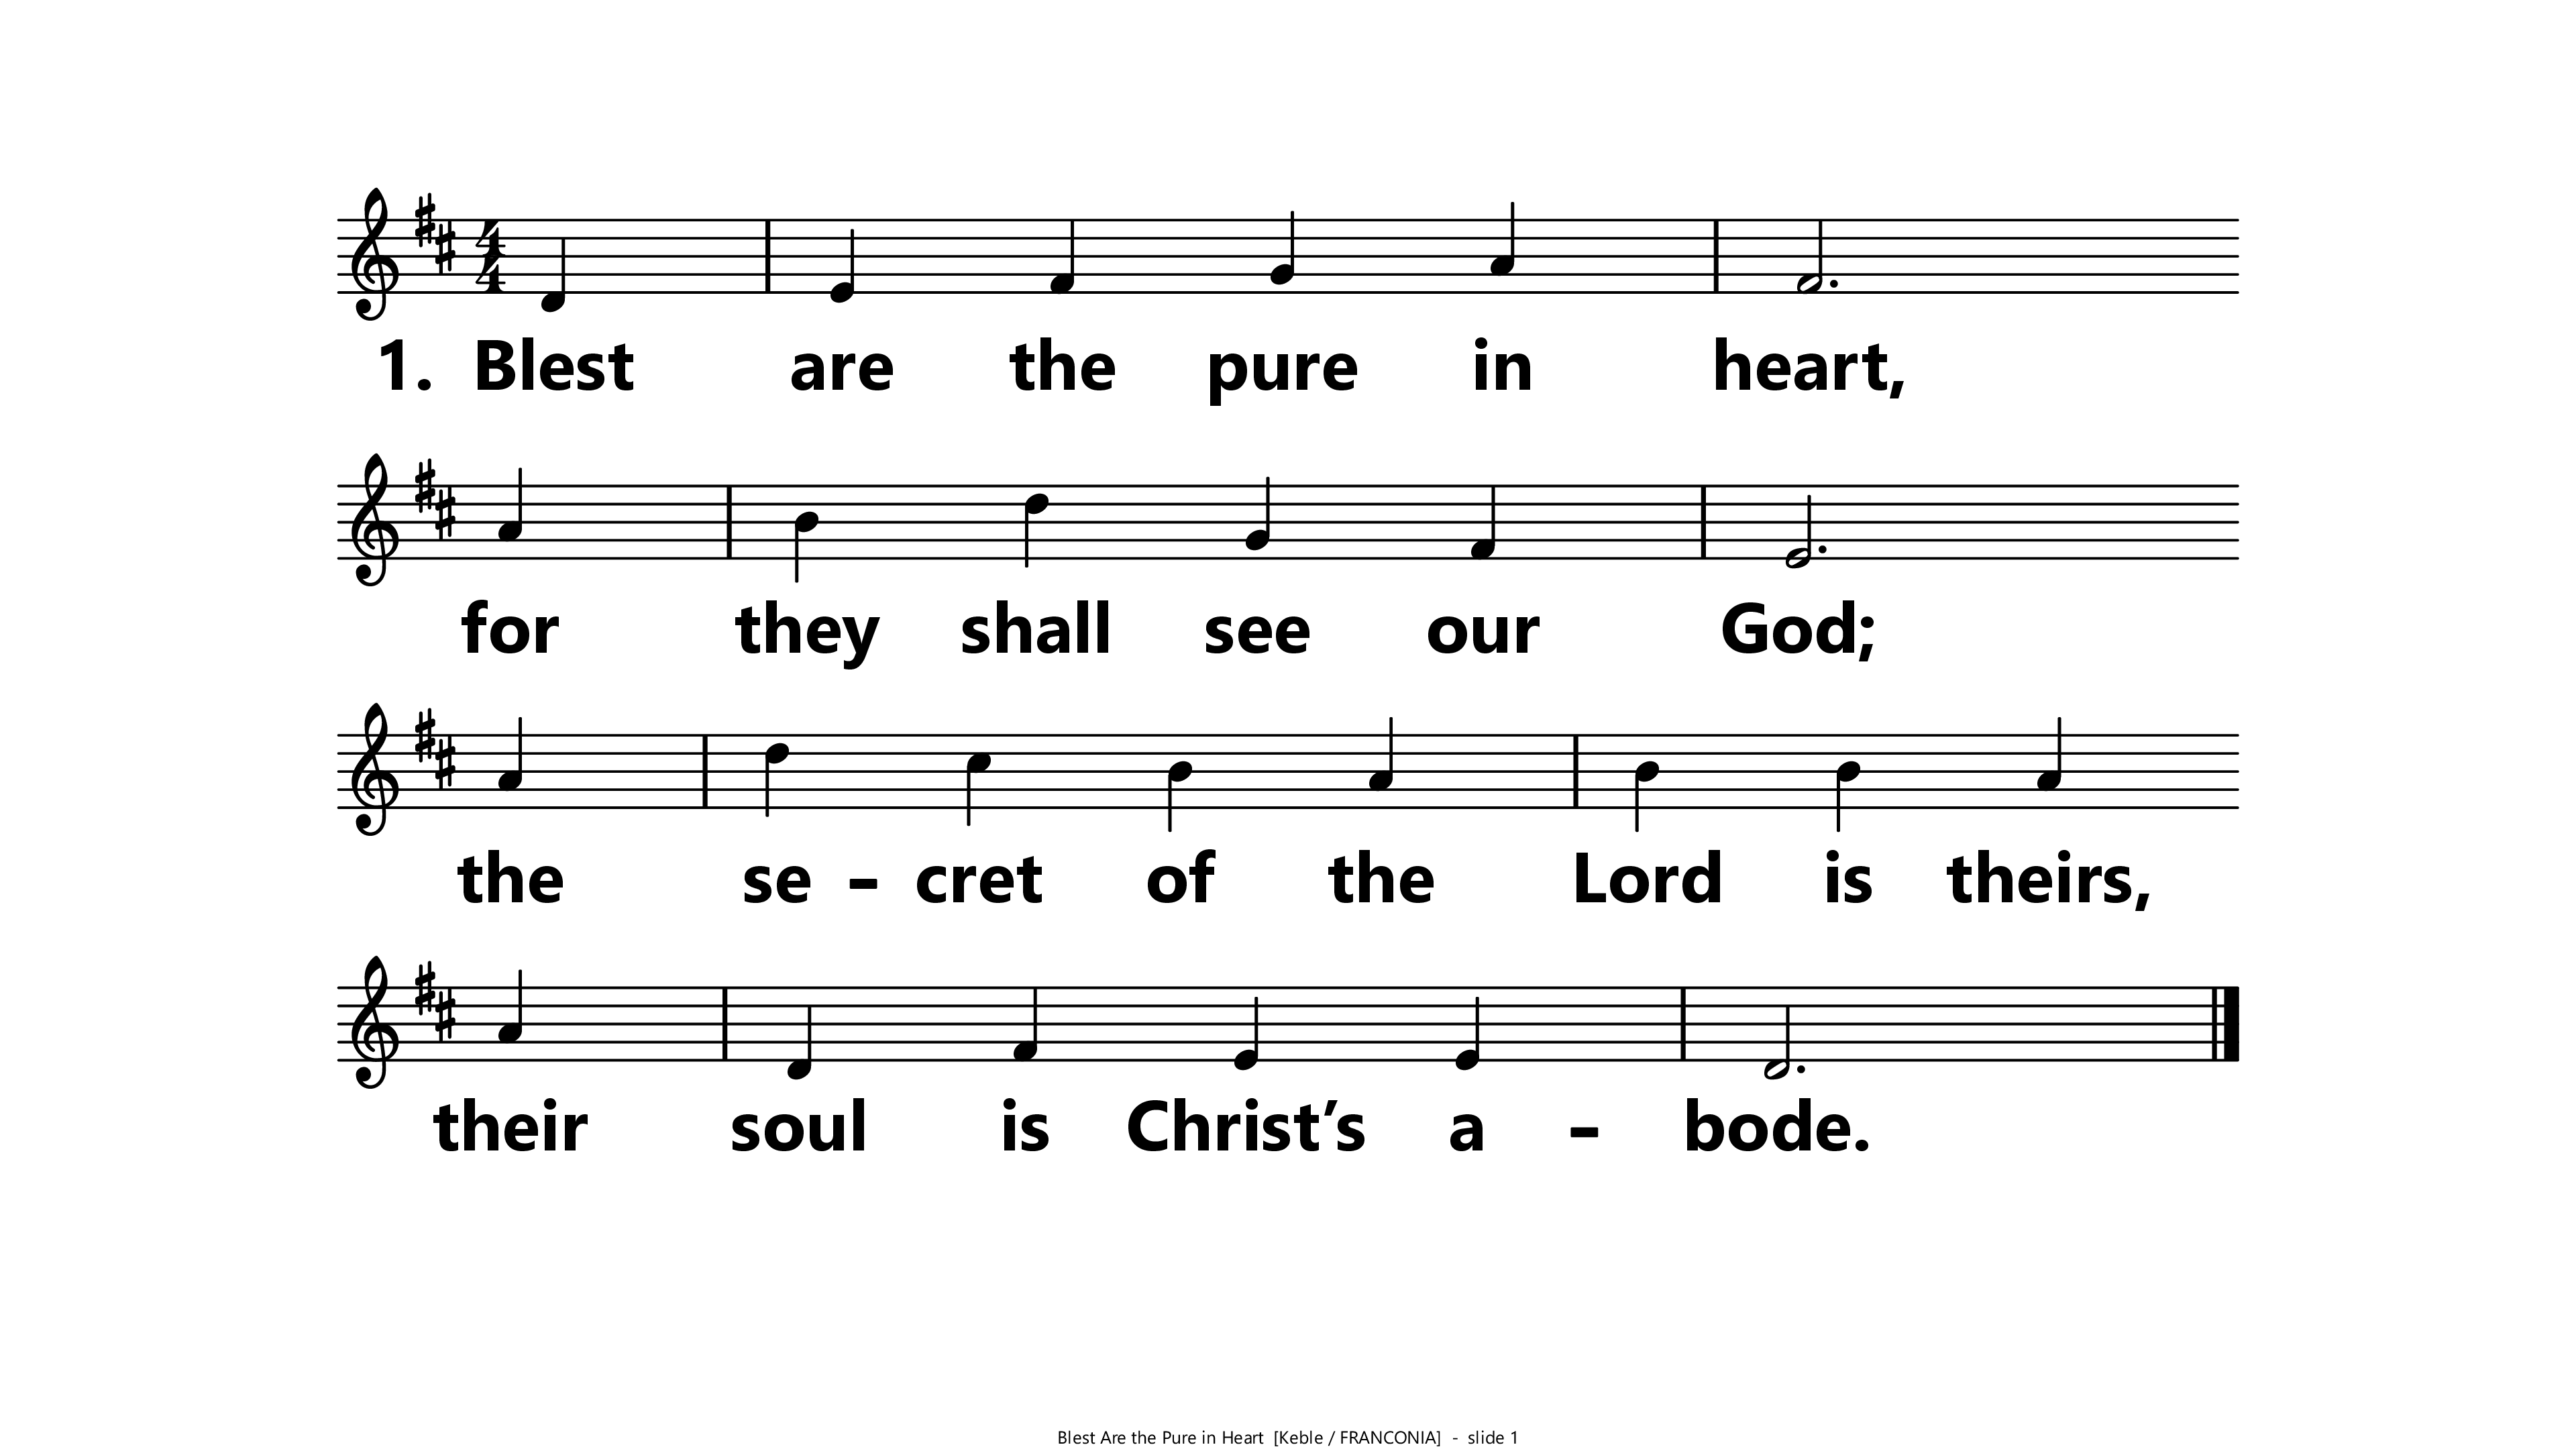 1. Blest are the pure in heart,
for they shall see our God;
the se - cret of the Lord is theirs,
their soul is Christ’s a - bode.
Blest Are the Pure in Heart [Keble / FRANCONIA] - slide 1